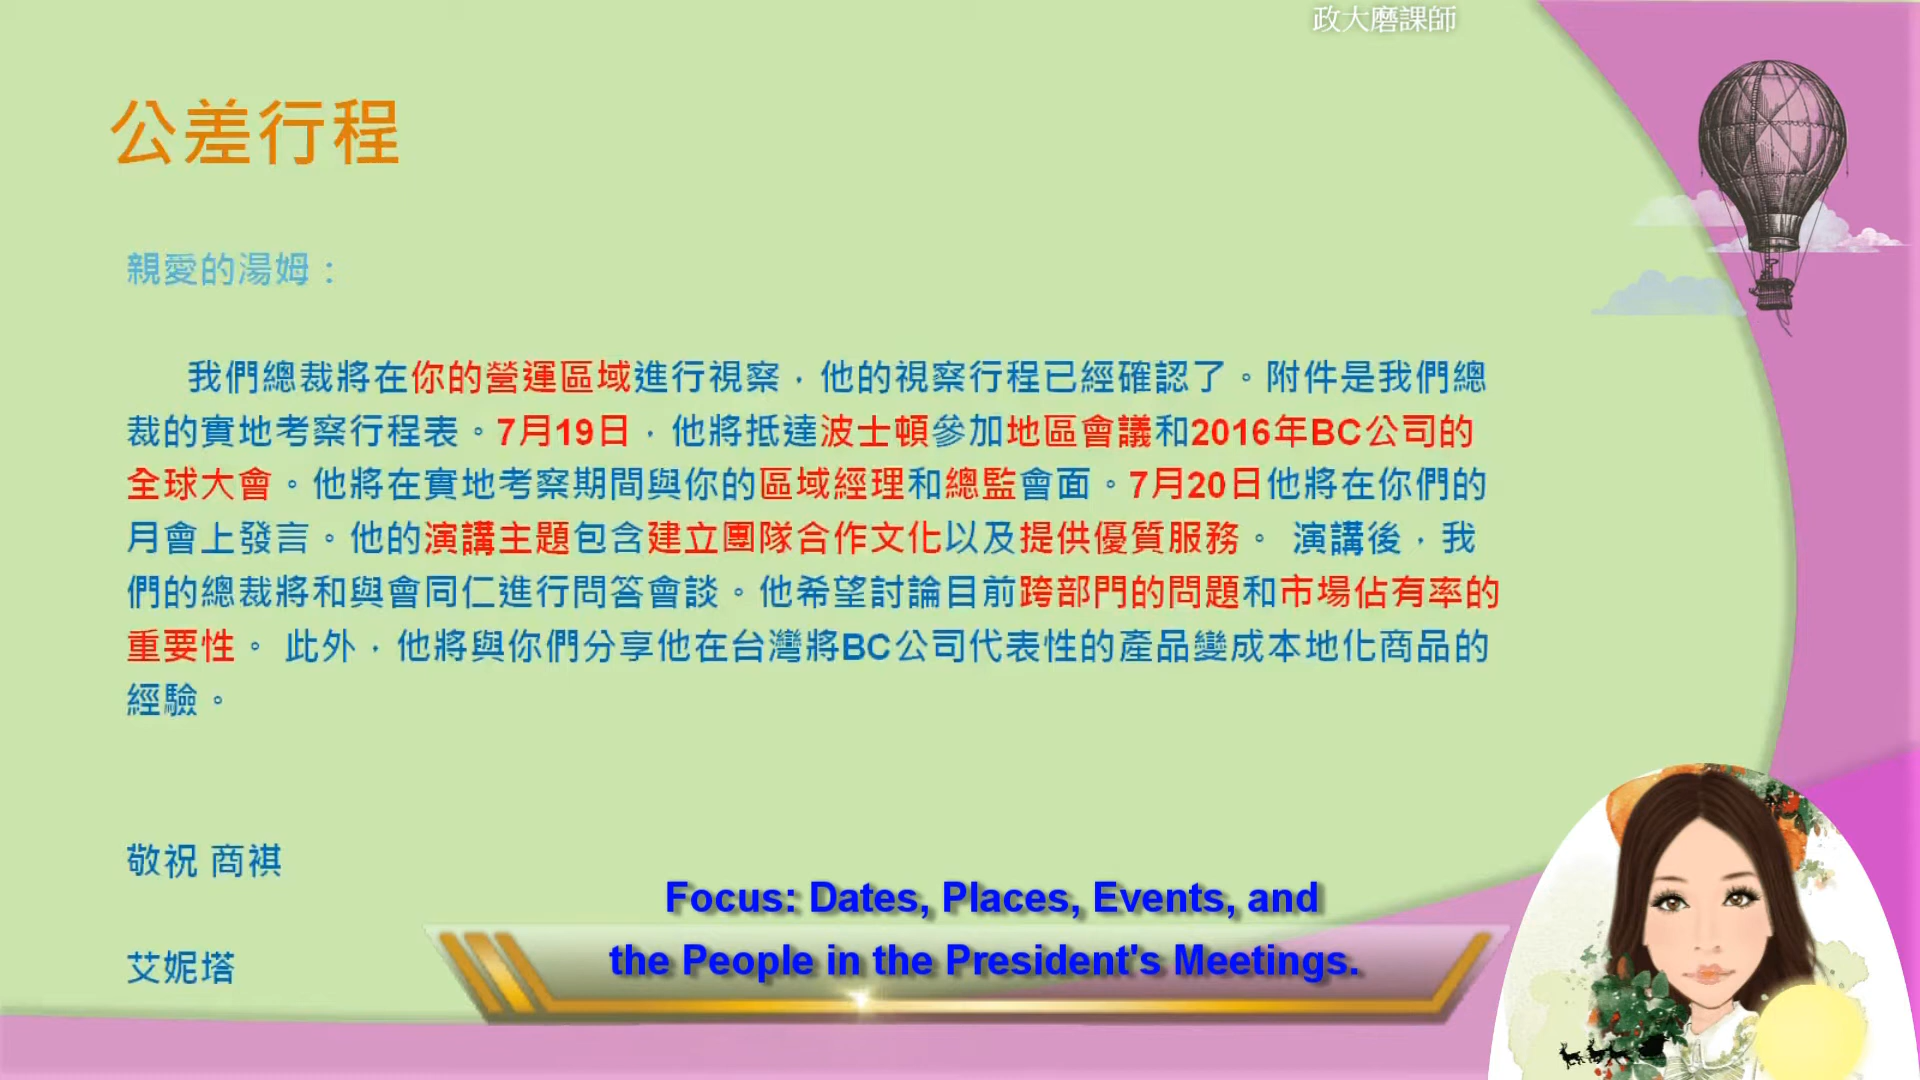 政大磨課師
公差行程
親愛的湯姆：
我們總裁將在你的營運區域進行視察，他的視察行程已經確認了。附件是我們總
裁的實地考察行程表。7月19日，他將抵達波士頓參加地區會議和2016年BC公司的
全球大會。他將在實地考察期間與你的區域經理和總監會面。7月20日他將在你們的
月會上發言。他的演講主題包含建立團隊合作文化以及提供優質服務。 演講後，我
們的總裁將和與會同仁進行問答會談。他希望討論目前跨部門的問題和市場佔有率的
重要性。 此外，他將與你們分享他在台灣將BC公司代表性的產品變成本地化商品的
經驗。
敬祝 商祺
艾妮塔
Focus: Dates, Places, Events, and
the People in the President's Meetings.